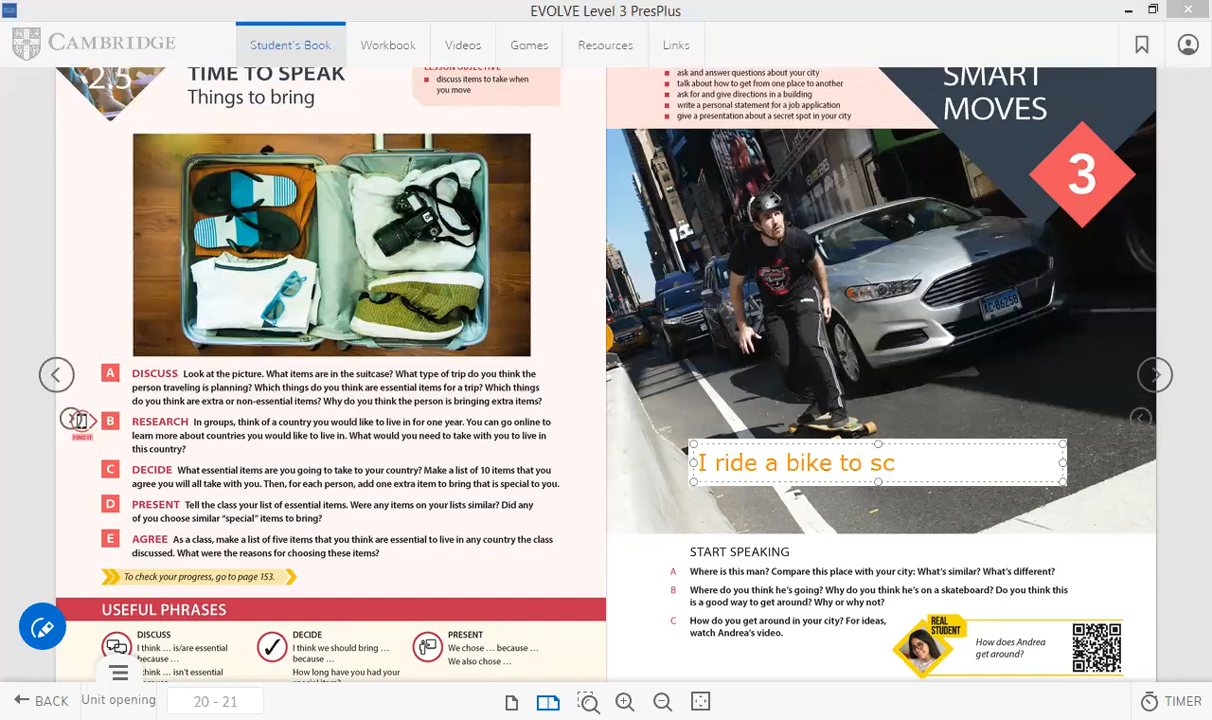 EVOLVE Level 3 PresPlus
CAMBRIDGE
Student's Book
Workbook
Videos
Games
Resources
Links
2.5
TIME TO SPEAK
Things to bring
LESSON OBJECTIVE
discuss items to take when
you move
A DISCUSS Look at the picture. What items are in the suitcase? What type of trip do you think the
person traveling is planning? Which things do you think are essential items for a trip? Which things
do you think are extra or non-essential items? Why do you think the person is bringing extra items?
FIND IT
B RESEARCH In groups, think of a country you would like to live in for one year. You can go online to
learn more about countries you would like to live in. What would you need to take with you to live in
this country?
C DECIDE What essential items are you going to take to your country? Make a list of 10 items that you
agree you will all take with you. Then, for each person, add one extra item to bring that is special to you.
D PRESENT Tell the class your list of essential items. Were any items on your lists similar? Did any
of you choose similar “special” items to bring?
E AGREE As a class, make a list of five items that you think are essential to live in any country the class
discussed. What were the reasons for choosing these items?
To check your progress, go to page 153.
USEFUL PHRASES
DISCUSS
I think … is/are essential
because …
think … isn't essential
because …
DECIDE
I think we should bring …
because …
How long have you had your
special item?
PRESENT
We chose … because …
We also chose …
ask and answer questions about your city
talk about how to get from one place to another
ask for and give directions in a building
write a personal statement for a job application
give a presentation about a secret spot in your city
SMART
MOVES
3
I ride a bike to sc
START SPEAKING
A Where is this man? Compare this place with your city: What's similar? What's different?
B Where do you think he's going? Why do you think he's on a skateboard? Do you think this
is a good way to get around? Why or why not?
C How do you get around in your city? For ideas,
watch Andrea's video.
REAL
STUDENT
How does Andrea
get around?
BACK
Unit opening
20 - 21
TIMER